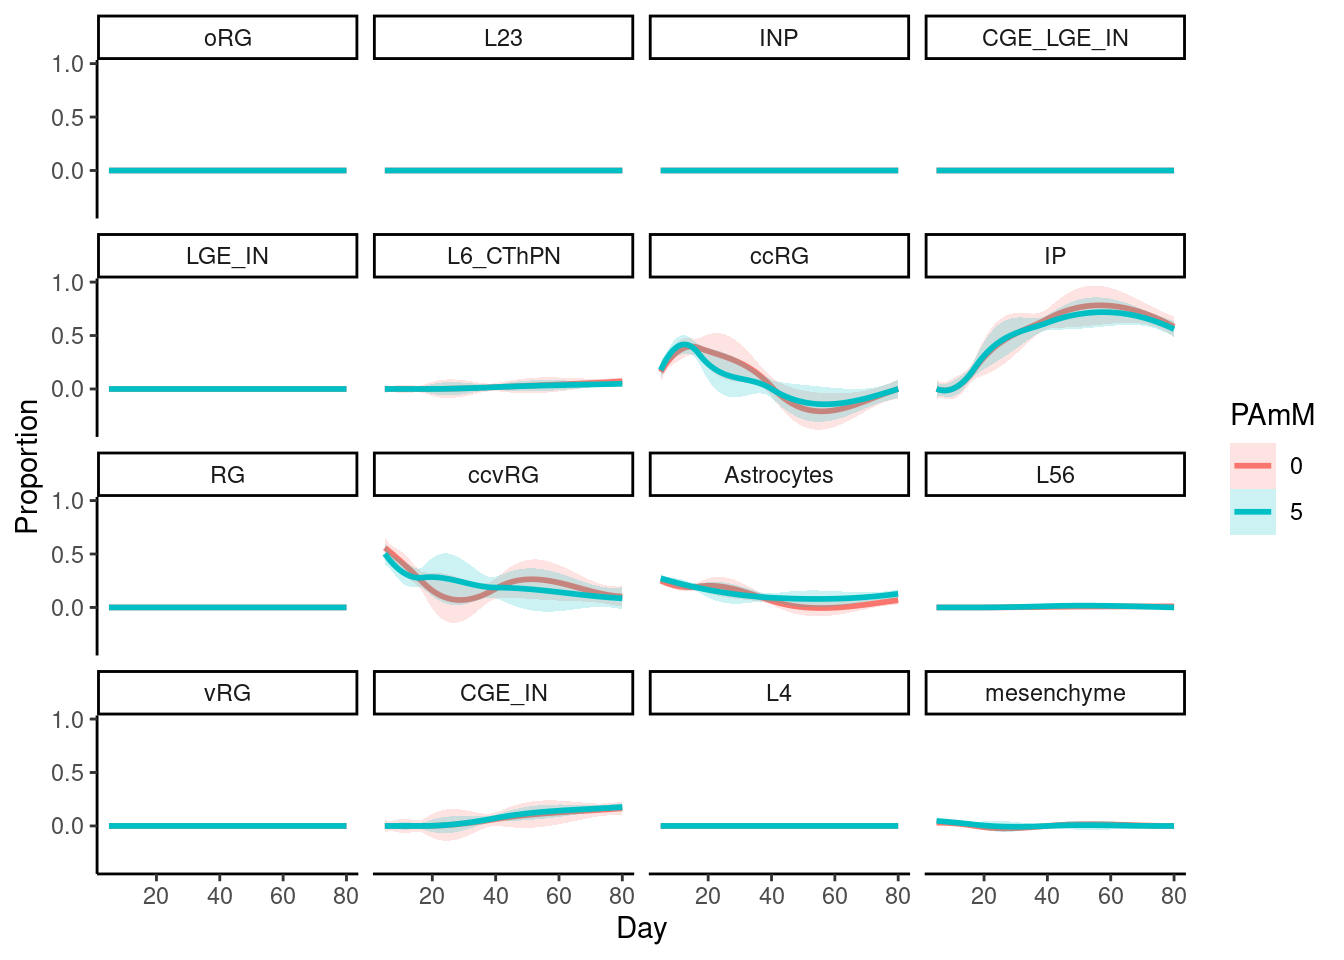 oRG L23 INP CGE_LGE_IN
1.0
0.5
0.0
LGE_IN L6_CThPN ccRG IP
1.0
0.5
0.0
RG ccvRG Astrocytes L56
1.0
0.5
0.0
vRG CGE_IN L4 mesenchyme
1.0
0.5
0.0
20 40 60 80 20 40 60 80 20 40 60 80 20 40 60 80
Day
Proportion
PAmM
0
5